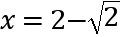 x = 2−√2